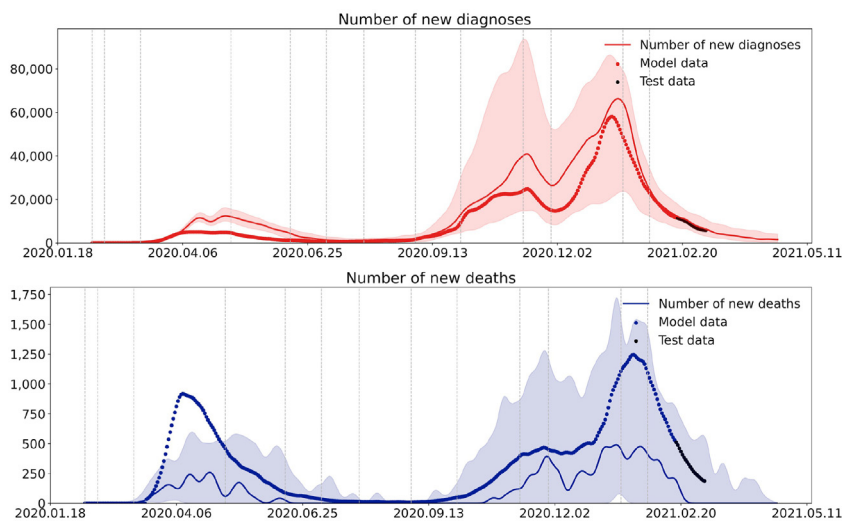 Number of new diagnoses
80,000
60,000
40,000
20,000
0
Number of new diagnoses
Model data
Test data
2020.01.18 2020.04.06 2020.06.25 2020.09.13 2020.12.02 2021.02.20 2021.05.11
Number of new deaths
1,750
1,500
1,250
1,000
750
500
250
0
Number of new deaths
Model data
Test data
2020.01.18 2020.04.06 2020.06.25 2020.09.13 2020.12.02 2021.02.20 2021.05.11